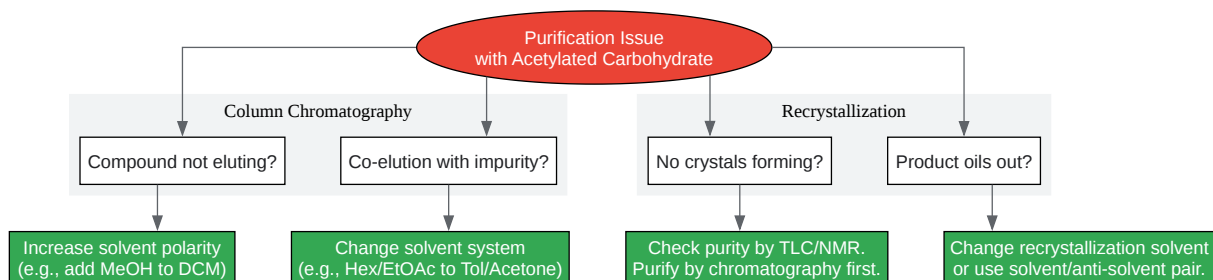 Purification Issue
with Acetylated Carbohydrate
Column Chromatography
Recrystallization
Compound not eluting?
Co-elution with impurity?
No crystals forming?
Product oils out?
Increase solvent polarity
(e.g., add MeOH to DCM)
Change solvent system
(e.g., Hex/EtOAc to Tol/Acetone)
Check purity by TLC/NMR.
Purify by chromatography first.
Change recrystallization solvent
or use solvent/anti-solvent pair.